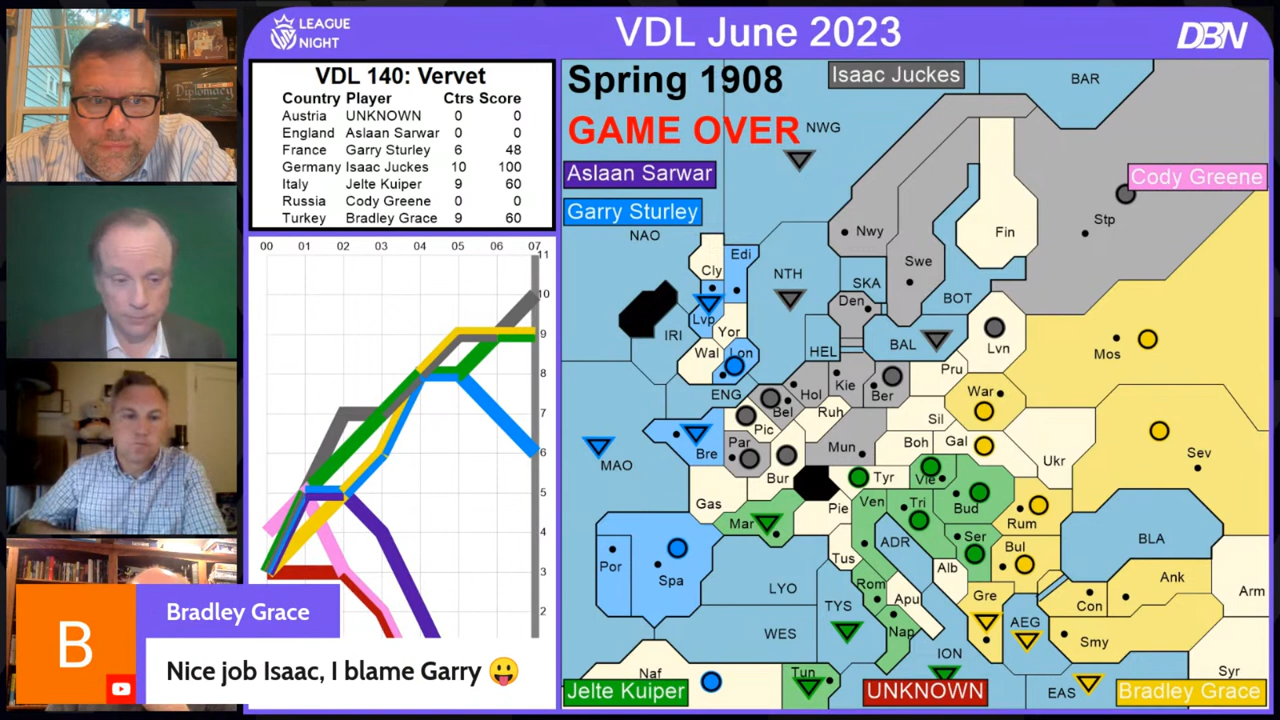 Diplomacy
LEAGUE
NIGHT
VDL June 2023
DBN
VDL 140: Vervet
Country Player Ctrs Score
Austria UNKNOWN 0 0
England Aslaan Sarwar 0 0
France Garry Sturley 6 48
Germany Isaac Juckes 10 100
Italy Jelte Kuiper 9 60
Russia Cody Greene 0 0
Turkey Bradley Grace 9 60
00 01 02 03 04 05 06 07
11
10
9
8
7
6
5
4
3
2
Spring 1908
GAME OVER
Isaac Juckes
Aslaan Sarwar
Garry Sturley
Cody Greene
BAR
NWG
NAO
Stp
Nwy
Fin
Swe
Edi
Cly
NTH
SKA
Den
BOT
Lvp
IRI
Yor
Lvn
HEL
BAL
Mos
Wal
Lon
Pru
ENG
Hol
Kie
Ber
War
Bel
Ruh
Sil
Pic
Par
Mun
Boh
Gal
Ukr
Sev
Bre
MAO
Bur
Tyr
Vie
Gas
Pie
Ven
Tri
Bud
Rum
Mar
Ser
BLA
ADR
Por
Spa
Tus
Alb
Bul
Ank
Arm
LYO
Rom
Apu
Gre
Con
TYS
AEG
WES
Nap
Smy
ION
Naf
Tun
EAS
Syr
Jelte Kuiper
UNKNOWN
Bradley Grace
B
Bradley Grace
Nice job Isaac, I blame Garry 😛